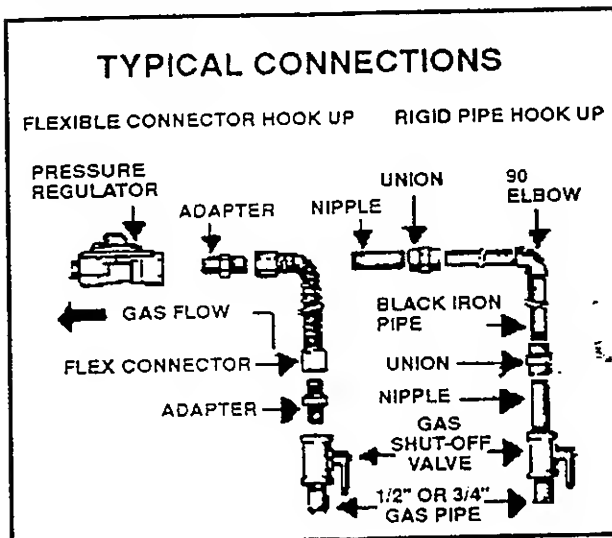 TYPICAL CONNECTIONS
FLEXIBLE CONNECTOR HOOK UP
RIGID PIPE HOOK UP
PRESSURE
REGULATOR
ADAPTER
NIPPLE
UNION
90
ELBOW
GAS FLOW
FLEX CONNECTOR
ADAPTER
BLACK IRON
PIPE
UNION
NIPPLE
GAS
SHUT-OFF
VALVE
1/2" OR 3/4"
GAS PIPE